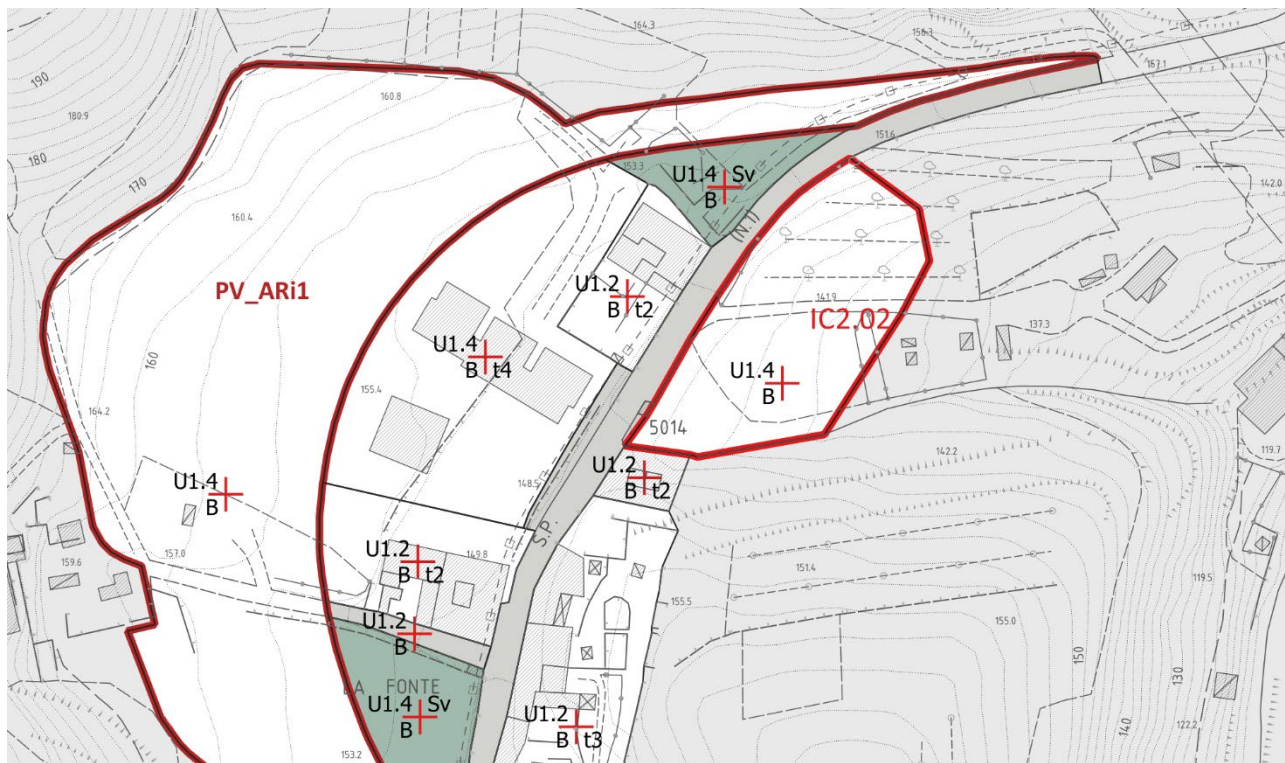 164.3
156.3
157.1
190
180.9
180
160.8
170
151.6
153.3
U1.4 Sv
B
142.0
160.4
(N.1)
PV_ARi1
U1.2
B t2
141.9
IC2.02
137.3
U1.4
B t4
160
155.4
U1.4
B
164.2
5014
119.7
142.2
U1.2
B t2
148.5
U1.4
B
S.P.
157.0
149.8
U1.2
B t2
159.6
151.4
119.5
155.5
155.0
U1.2
B
150
130
LA FONTE
U1.4 Sv
B
U1.2
B t3
140
122.2
153.2